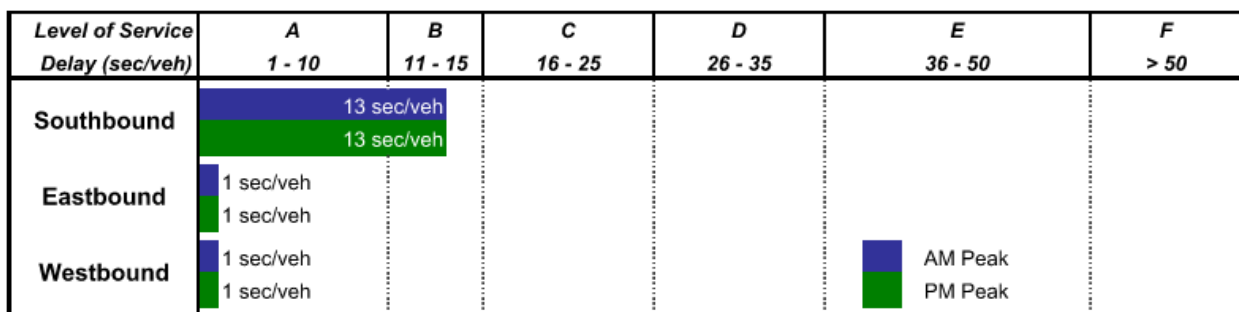 Level of Service A B C D E F
Delay (sec/veh) 1 - 10 11 - 15 16 - 25 26 - 35 36 - 50 > 50
Southbound
13 sec/veh
13 sec/veh
Eastbound
1 sec/veh
1 sec/veh
Westbound
1 sec/veh
1 sec/veh
AM Peak
PM Peak